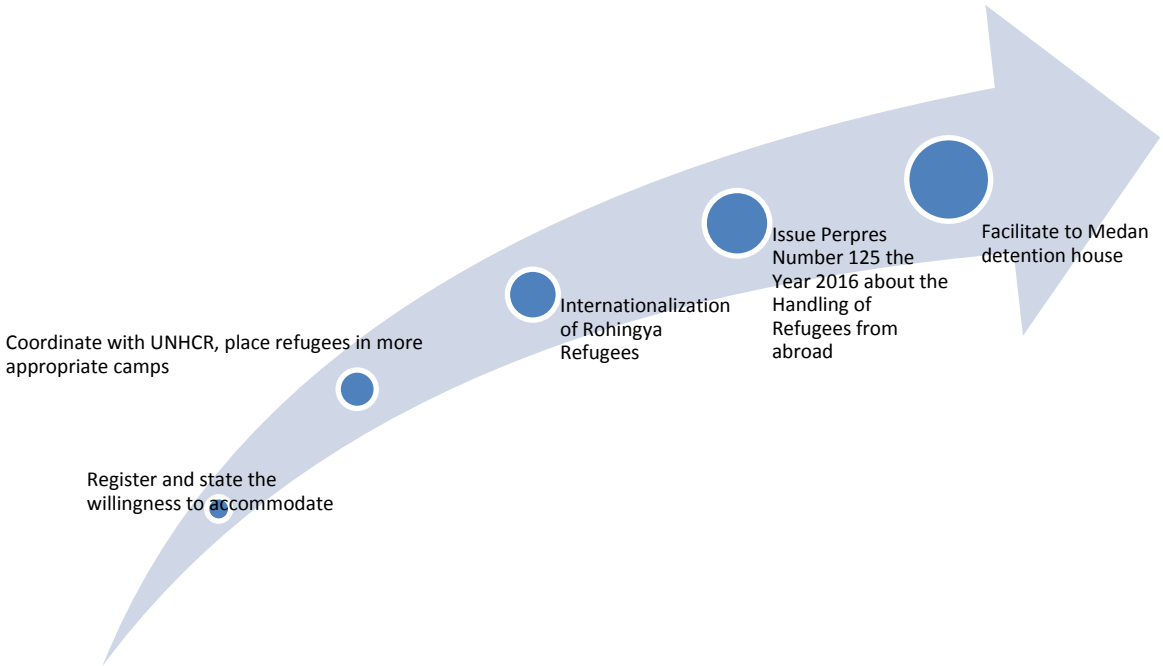 Coordinate with UNHCR, place refugees in more
appropriate camps
Register and state the
willingness to accommodate
Internationalization
of Rohingya
Refugees
Issue Perpres
Number 125 the
Year 2016 about the
Handling of
Refugees from
abroad
Facilitate to Medan
detention house